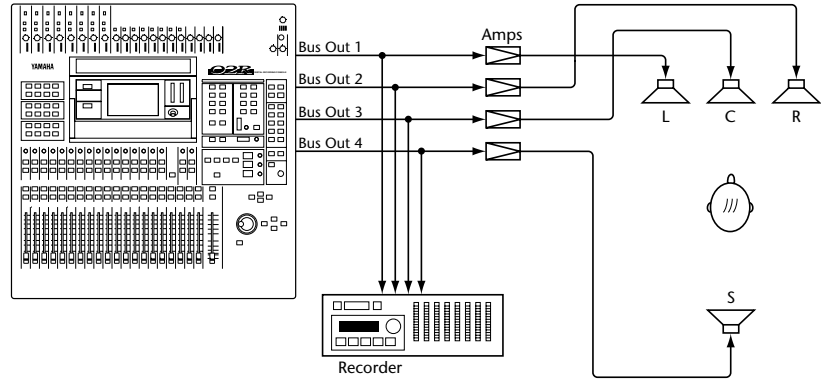 Amps
Bus Out 1
YAMAHA
02R
Bus Out 2
Bus Out 3
Bus Out 4
L
C
R
S
Recorder